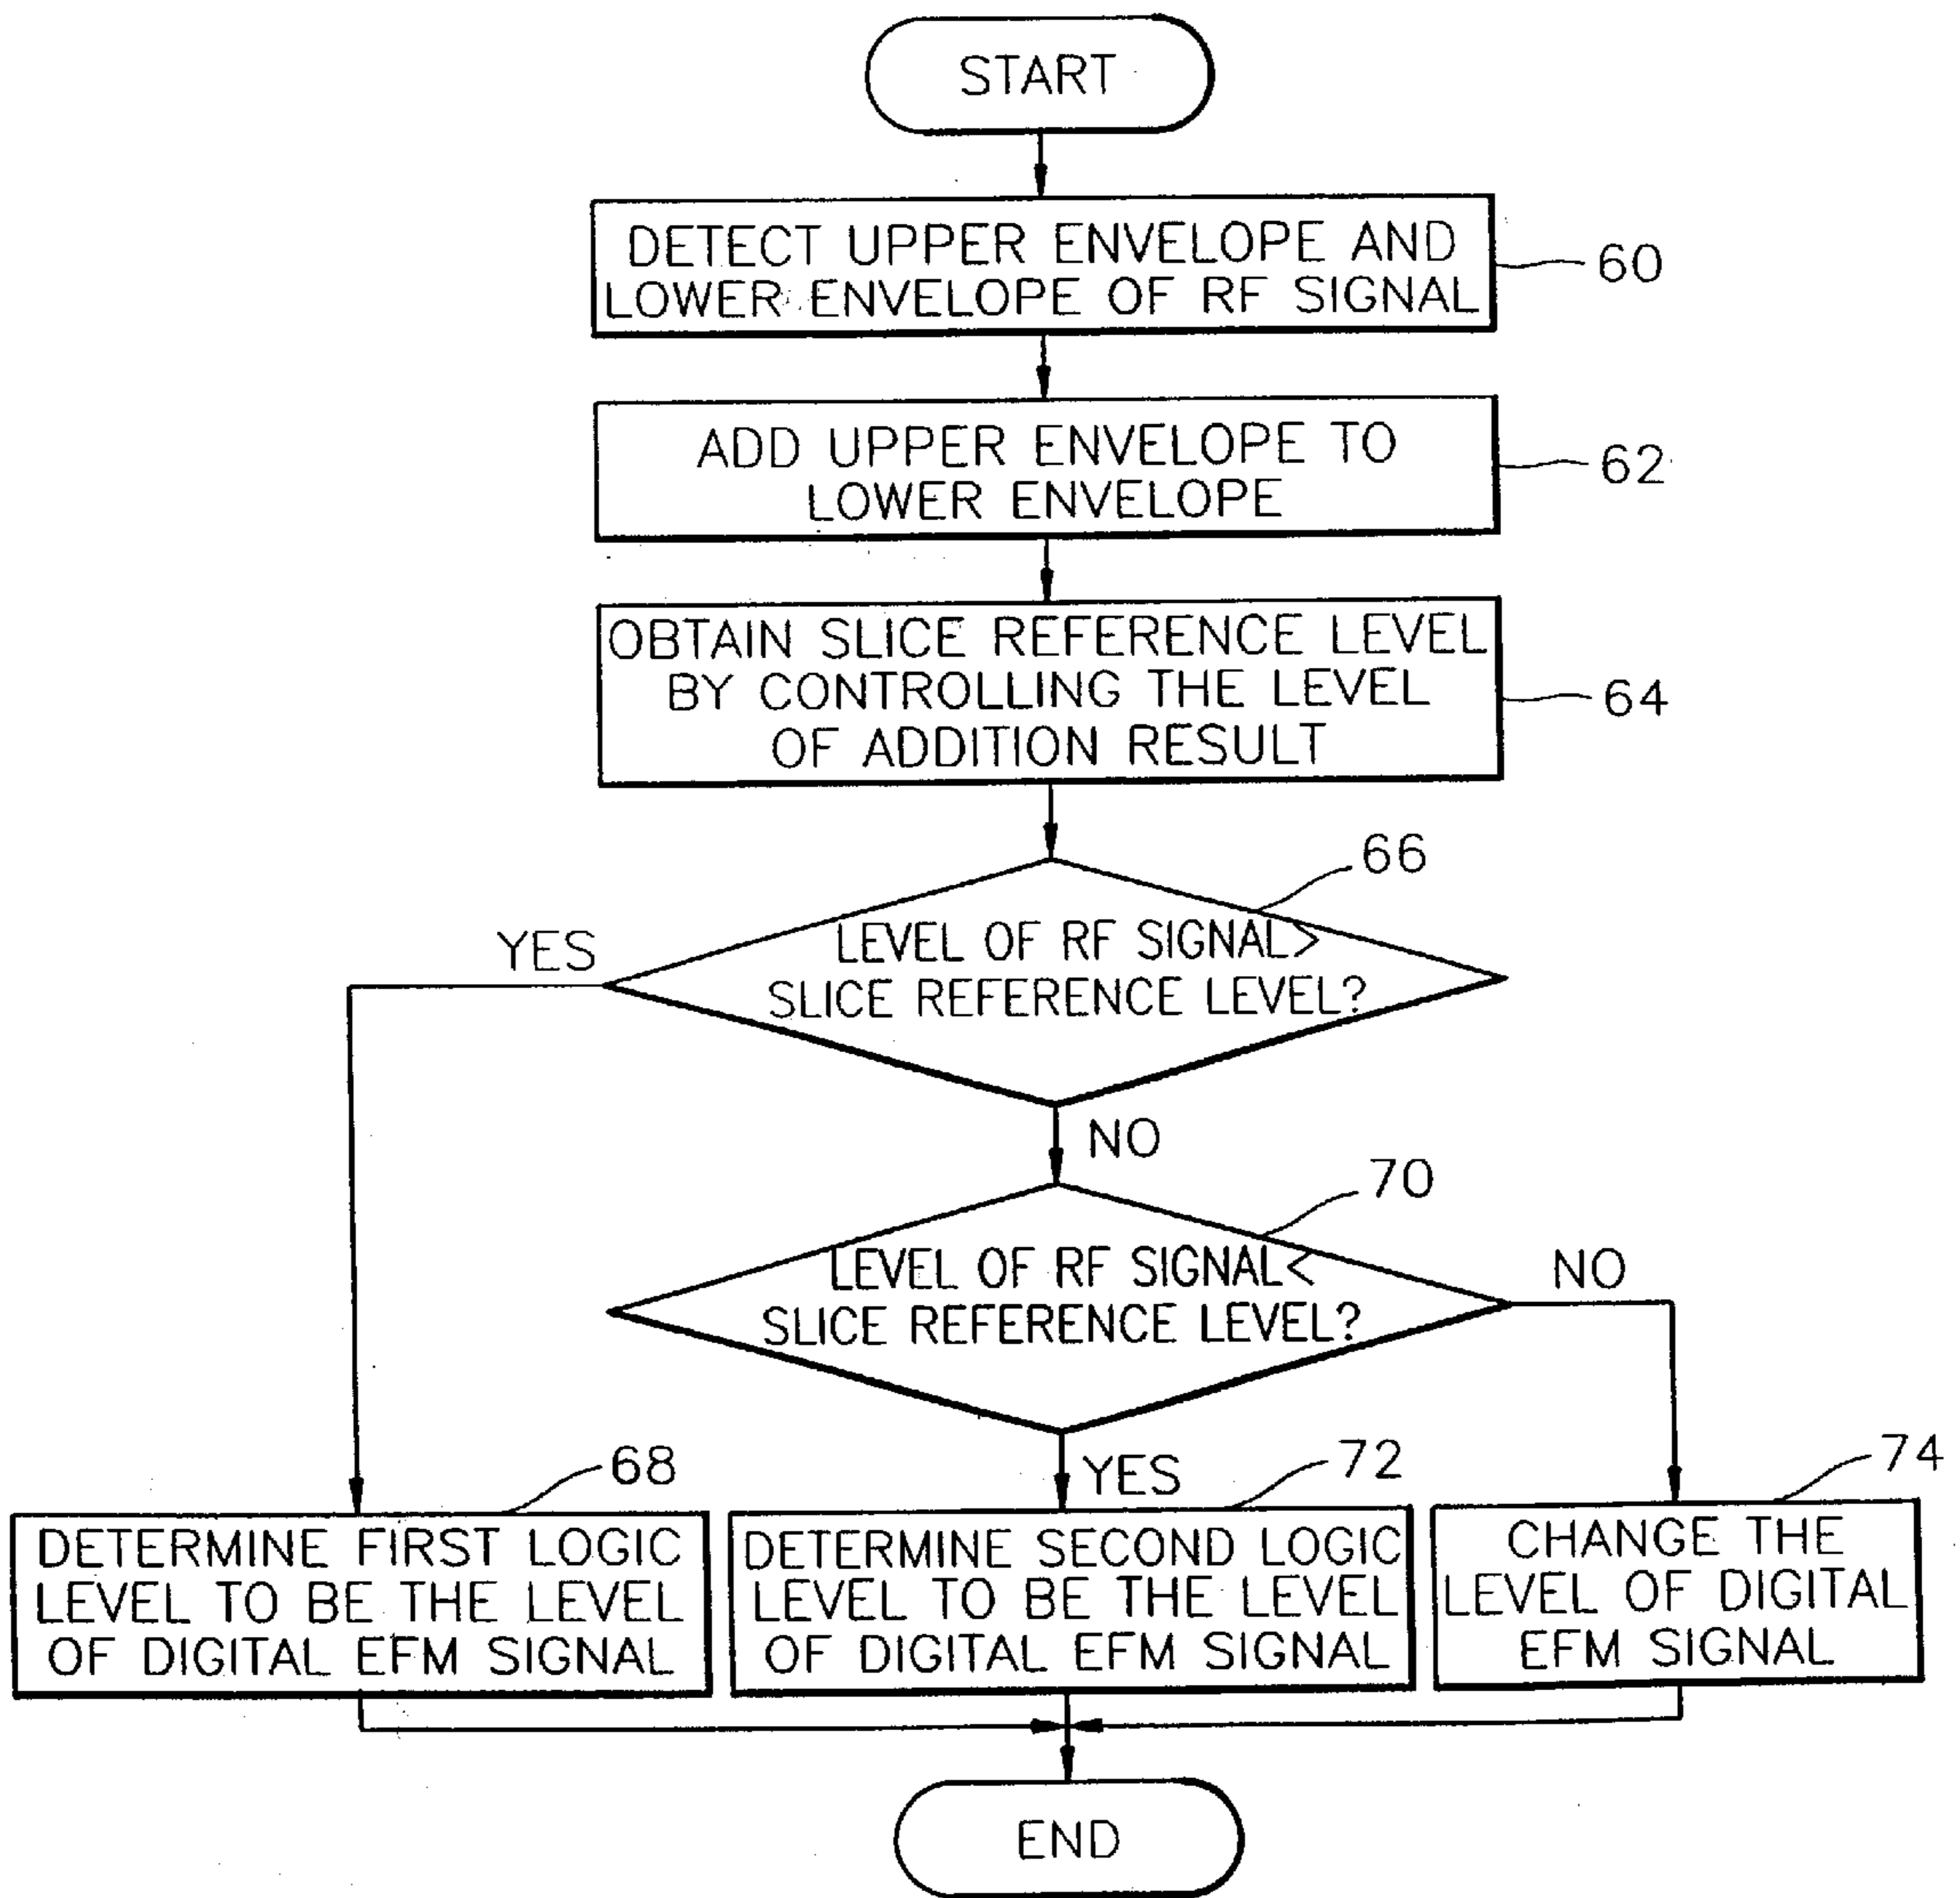 START
DETECT UPPER ENVELOPE AND
LOWER ENVELOPE OF RF SIGNAL
60
ADD UPPER ENVELOPE TO
LOWER ENVELOPE
62
OBTAIN SLICE REFERENCE LEVEL
BY CONTROLLING THE LEVEL
OF ADDITION RESULT
64
66
LEVEL OF RF SIGNAL>
SLICE REFERENCE LEVEL?
YES
NO
70
LEVEL OF RF SIGNAL<
SLICE REFERENCE LEVEL?
NO
YES
68
DETERMINE FIRST LOGIC
LEVEL TO BE THE LEVEL
OF DIGITAL EFM SIGNAL
72
DETERMINE SECOND LOGIC
LEVEL TO BE THE LEVEL
OF DIGITAL EFM SIGNAL
74
CHANGE THE
LEVEL OF DIGITAL
EFM SIGNAL
END